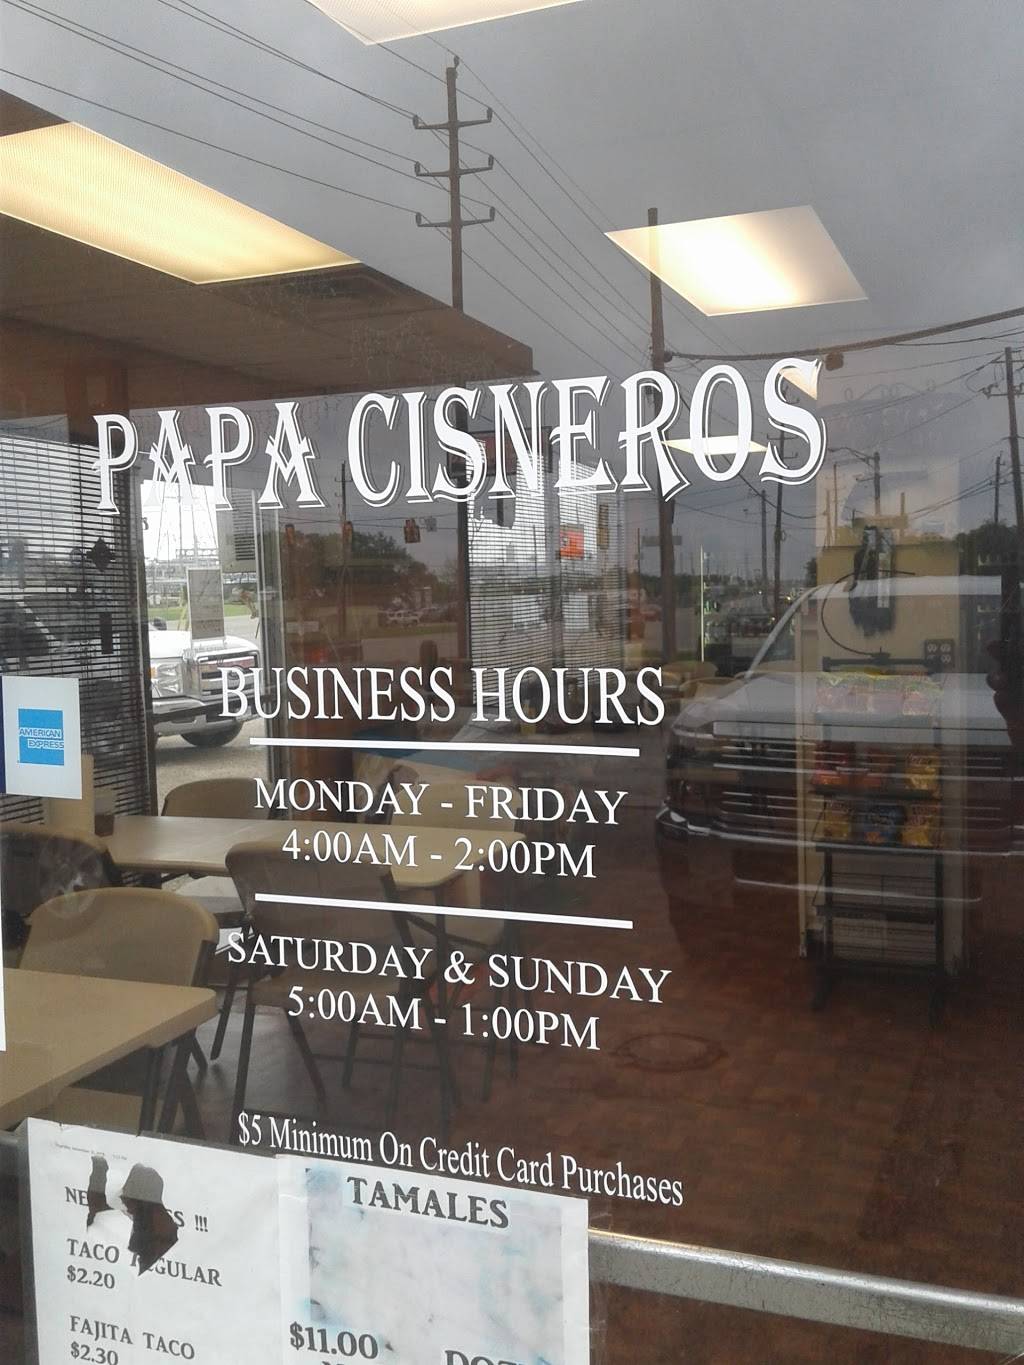 PAPA CISNEROS
AMERICAN
EXPRESS
BUSINESS HOURS
MONDAY - FRIDAY
4:00AM - 2:00PM
SATURDAY & SUNDAY
5:00AM - 1:00PM
$5 Minimum On Credit Card Purchases
!!!
TACO REGULAR
$2.20
FAJITA TACO
$2.30
TAMALES
$11.00